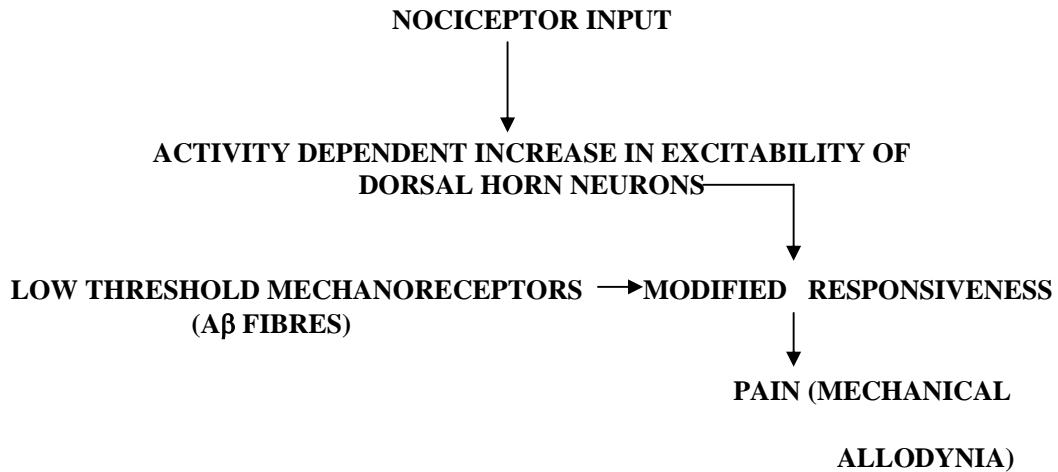 NOCICEPTOR INPUT
ACTIVITY DEPENDENT INCREASE IN EXCITABILITY OF
DORSAL HORN NEURONS
LOW THRESHOLD MECHANORECEPTORS MODIFIED RESPONSIVENESS
(Aβ FIBRES)
PAIN (MECHANICAL
ALLODYNIA)